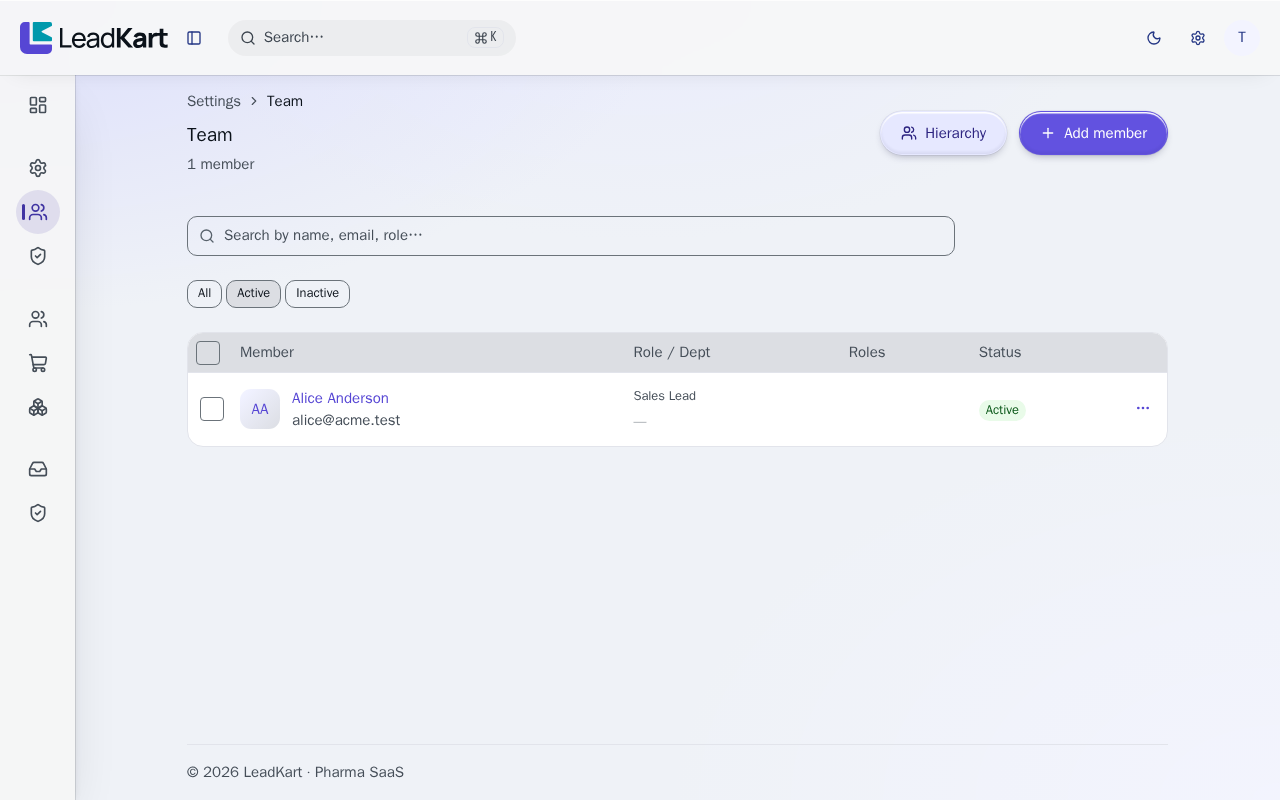 LeadKart
Search…
⌘K
T
Settings
Team
Team
1 member
Hierarchy
Add member
Search by name, email, role…
All
Active
Inactive
Member
Role / Dept
Roles
Status
AA
Alice Anderson
alice@acme.test
Sales Lead
—
Active
© 2026 LeadKart · Pharma SaaS